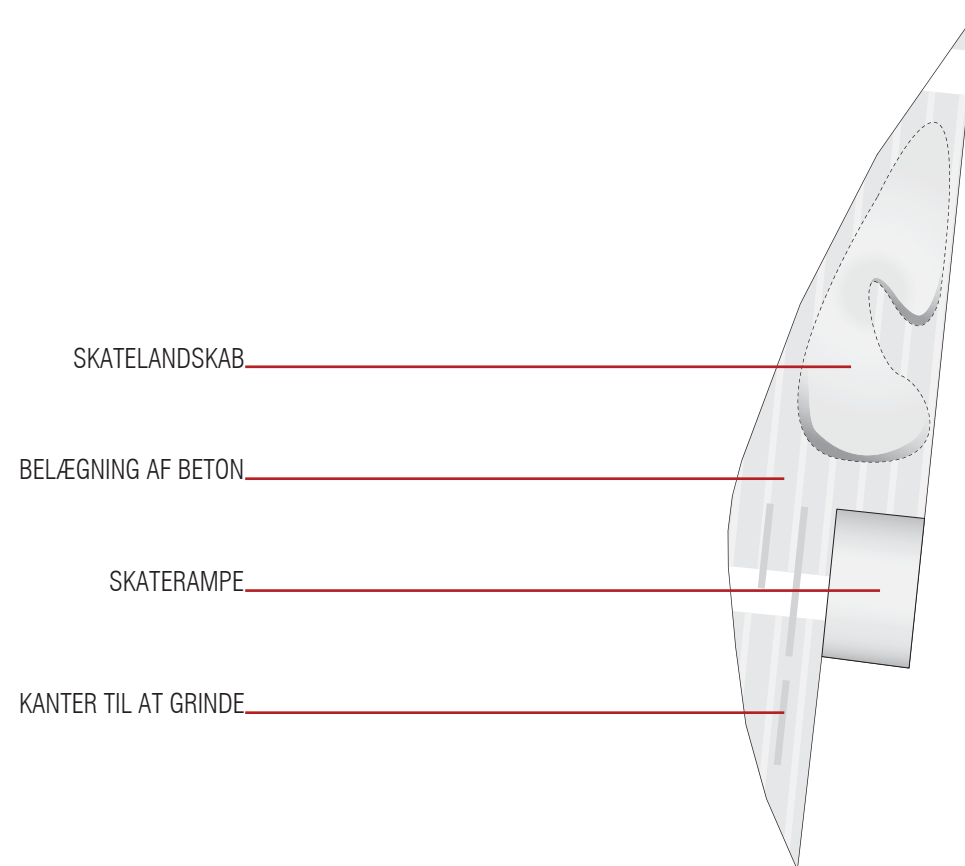 SKATELANDSKAB
BELÆGNING AF BETON
SKATERAMPE
KANTER TIL AT GRINDE